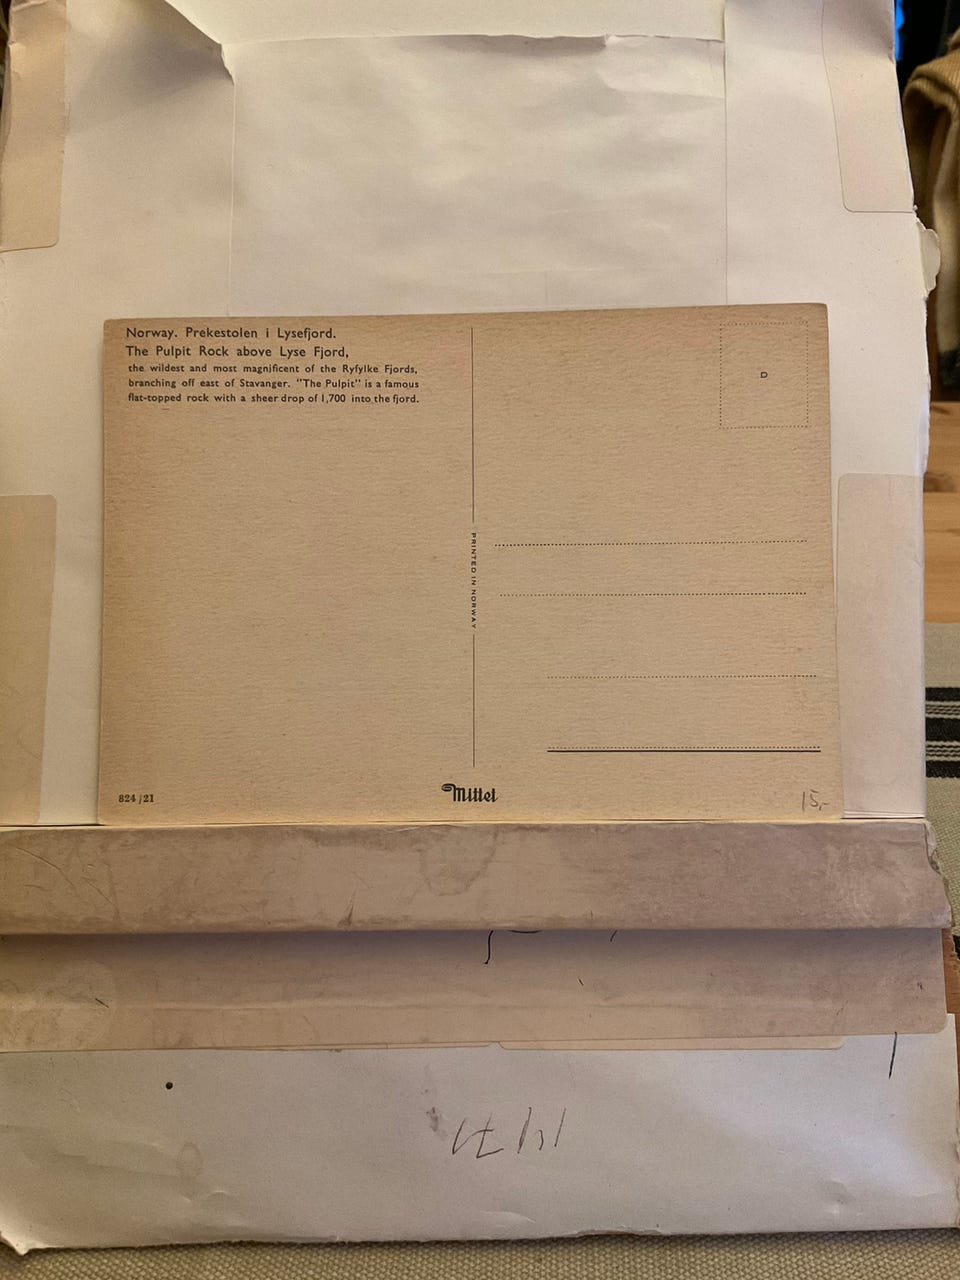 Norway. Prekestolen i Lysefjord.
The Pulpit Rock above Lyse Fjord,
the wildest and most magnificent of the Ryfylke Fjords,
branching off east of Stavanger. "The Pulpit" is a famous
flat-topped rock with a sheer drop of 1,700 into the fjord.
D
PRINTED IN NORWAY
824/21
Mittet
15,-